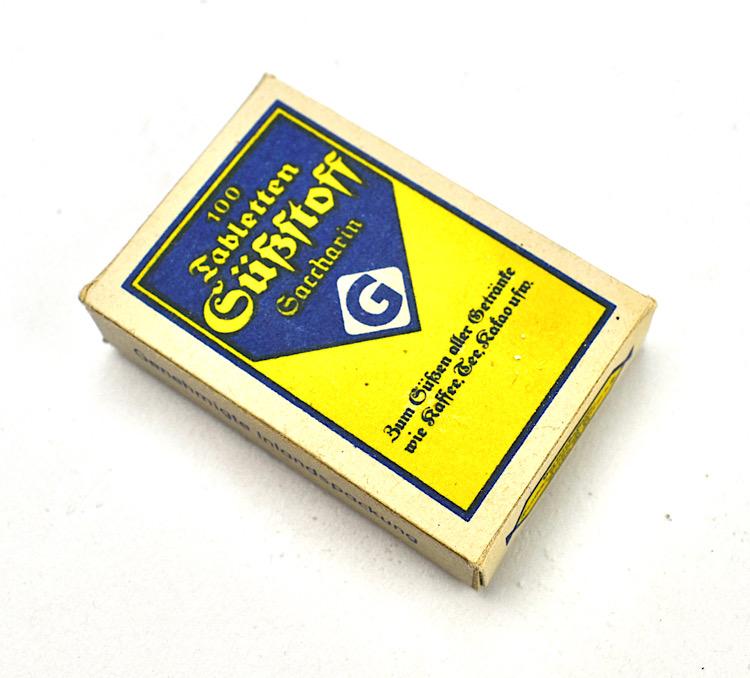 100
Tabletten
Süßstoff
Saccharin
G
Zum Süßen aller Getränke
wie Kaffee, Tee, Kakao usw.
Genehmigte Inlandspackung